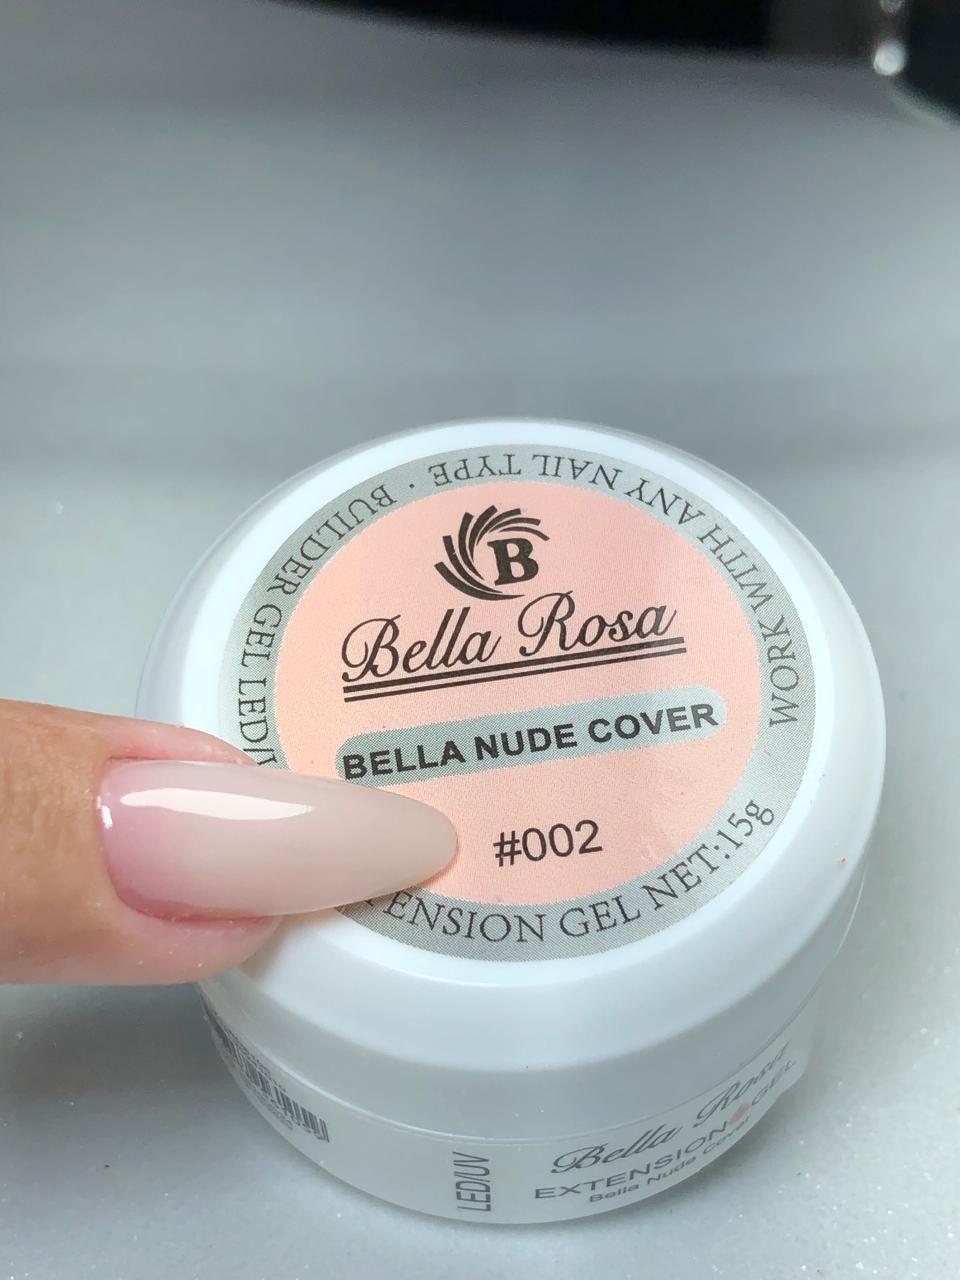 B
Bella Rosa
BELLA NUDE COVER
#002
WORK WITH ANY NAIL TYPE · BUILDER GEL LED/
TENSION GEL NET:15g
LED/UV
Bella Rosa
EXTENSION GEL
Bella Nude Cover